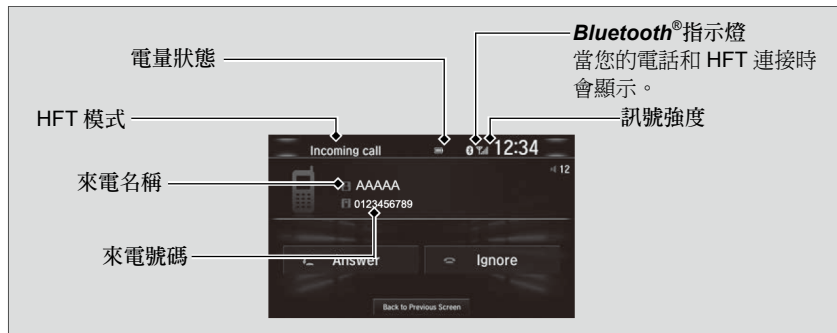 Bluetooth®指示燈
當您的電話和 HFT 連接時
會顯示。
電量狀態
訊號強度
HFT 模式
來電名稱
來電號碼
Incoming call
12:34
12
AAAAA
0123456789
Answer
Ignore
Back to Previous Screen